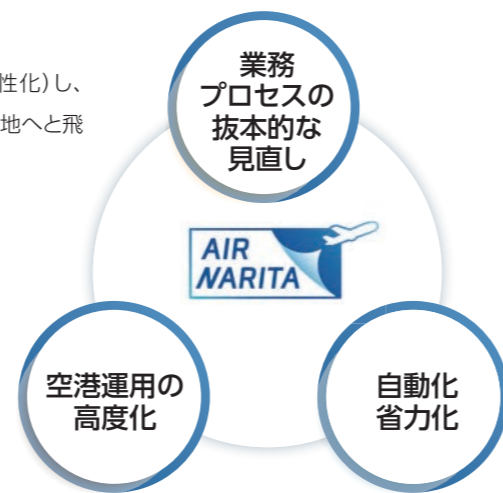 性化)し、
地へと飛
業務
プロセスの
抜本的な
見直し
AIR
NARITA
空港運用の
高度化
自動化
省力化